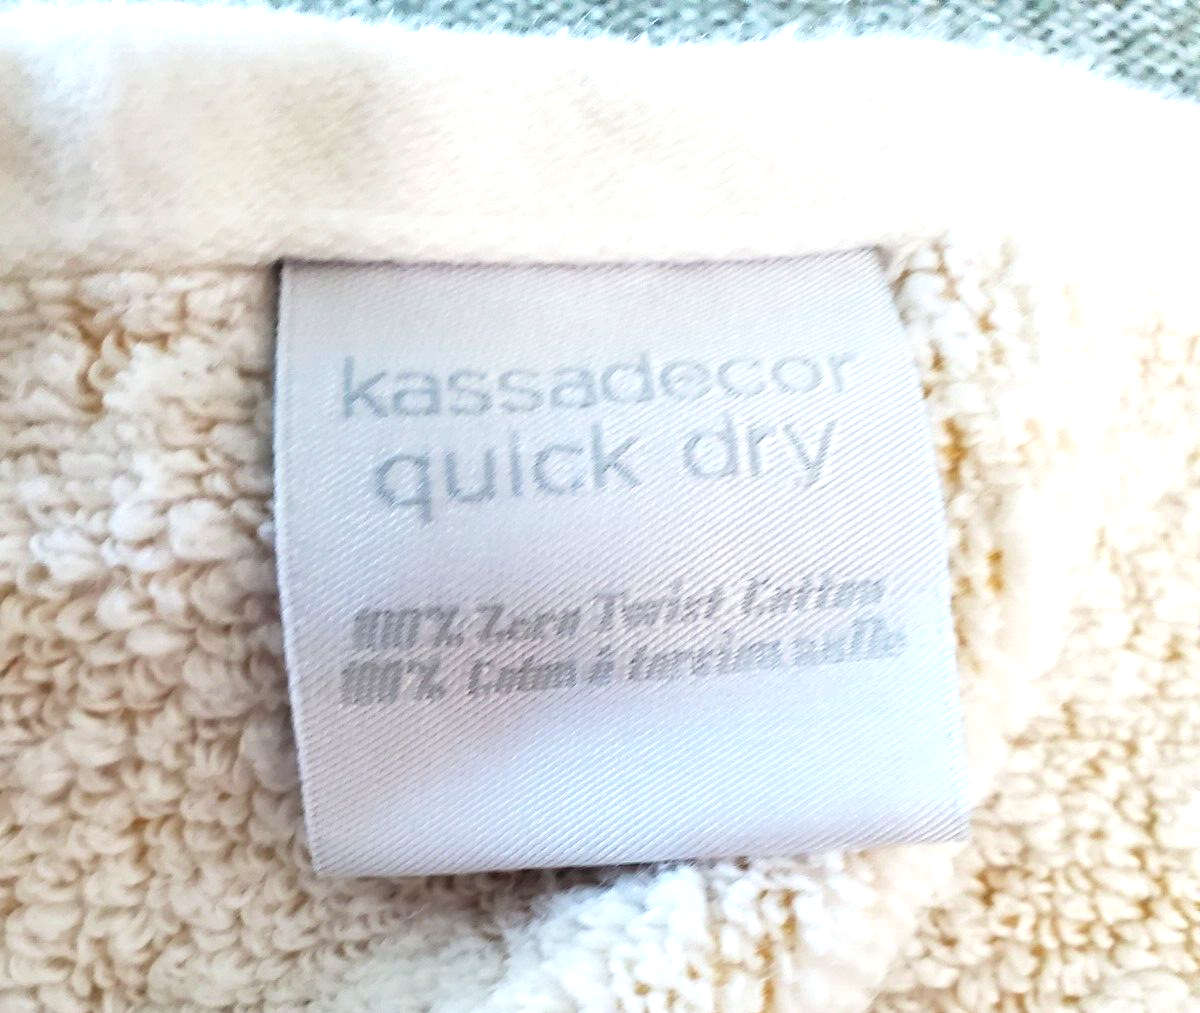 kassadecor
quick dry
100% Zero Twist Cotton
100% Coton à torsion nulle